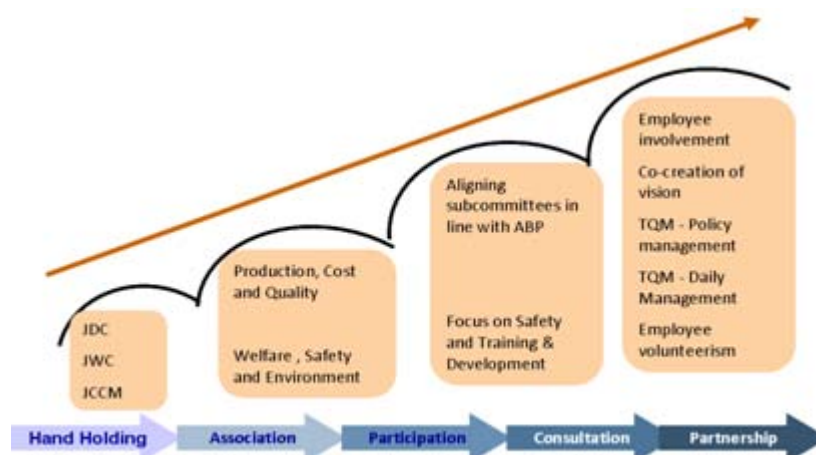 JDC
JWC
JCCM
Production, Cost
and Quality
Welfare , Safety
and Environment
Aligning
subcommittees in
line with ABP
Focus on Safety
and Training &
Development
Employee
involvement
Co-creation of
vision
TQM - Policy
management
TQM - Daily
Management
Employee
volunteerism
Hand Holding
Association
Participation
Consultation
Partnership